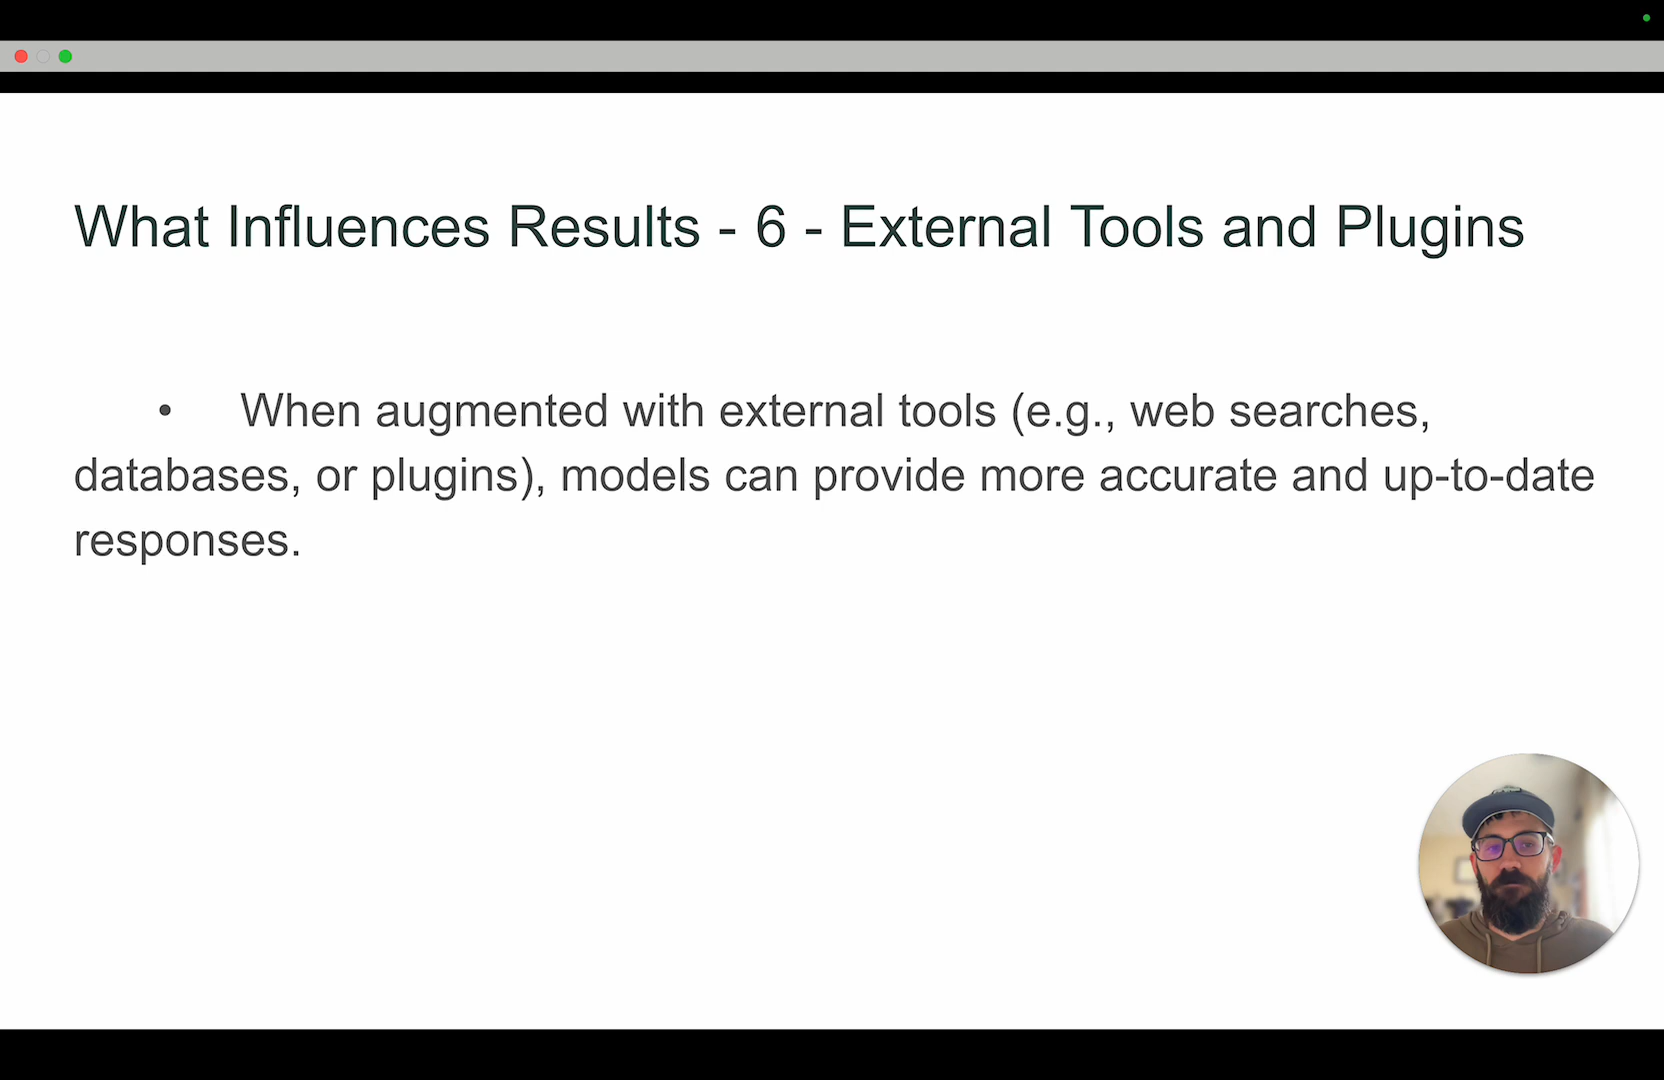 What Influences Results - 6 - External Tools and Plugins
• When augmented with external tools (e.g., web searches,
databases, or plugins), models can provide more accurate and up-to-date
responses.